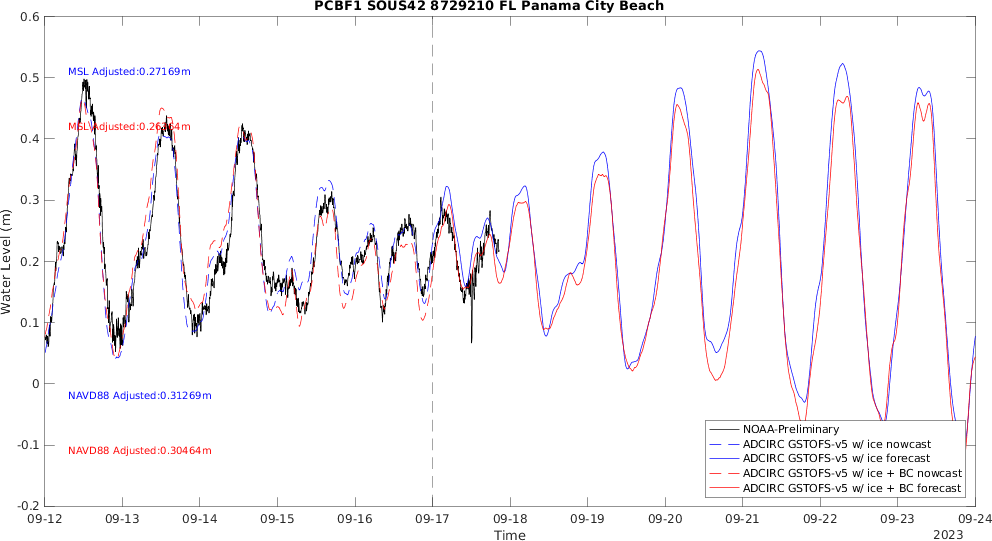 PCBF1 SOUS42 8729210 FL Panama City Beach
Water Level (m)
0.6
0.5
0.4
0.3
0.2
0.1
0
-0.1
-0.2
MSL Adjusted:0.27169m
MSL Adjusted:0.26364m
NAVD88 Adjusted:0.31269m
NAVD88 Adjusted:0.30464m
NOAA-Preliminary
ADCIRC GSTOFS-v5 w/ ice nowcast
ADCIRC GSTOFS-v5 w/ ice forecast
ADCIRC GSTOFS-v5 w/ ice + BC nowcast
ADCIRC GSTOFS-v5 w/ ice + BC forecast
09-12 09-13 09-14 09-15 09-16 09-17 09-18 09-19 09-20 09-21 09-22 09-23 09-24
Time
2023